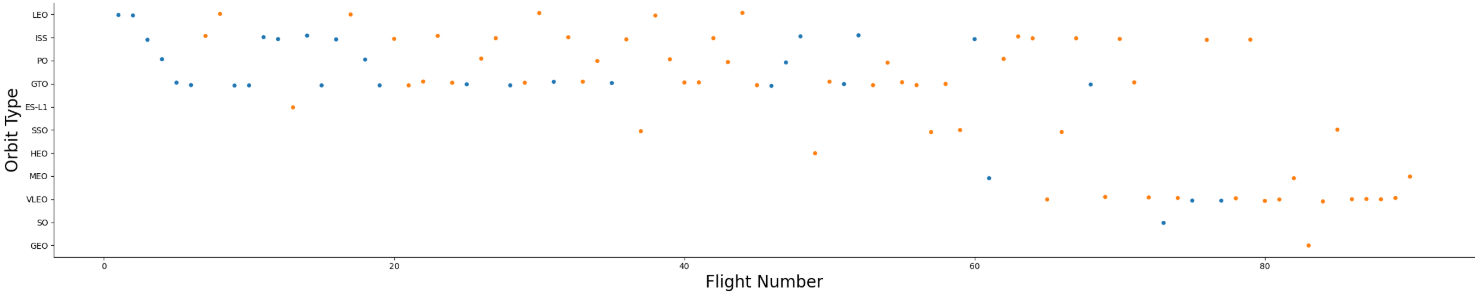 Orbit Type
LEO
ISS
PO
GTO
ES-L1
SSO
HEO
MEO
VLEO
SO
GEO
0 20 40 60 80
Flight Number